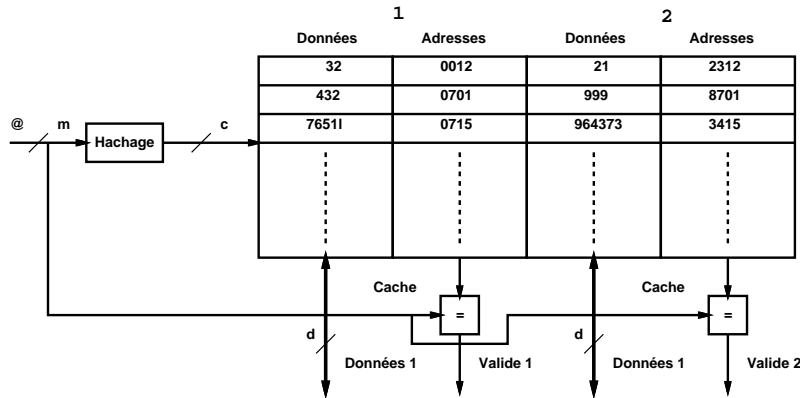 1 2
Données Adresses Données Adresses
32 0012 21 2312
432 0701 999 8701
7651l 0715 964373 3415
@ m Hachage c
Cache Cache
= =
d d
Données 1 Valide 1 Données 1 Valide 2